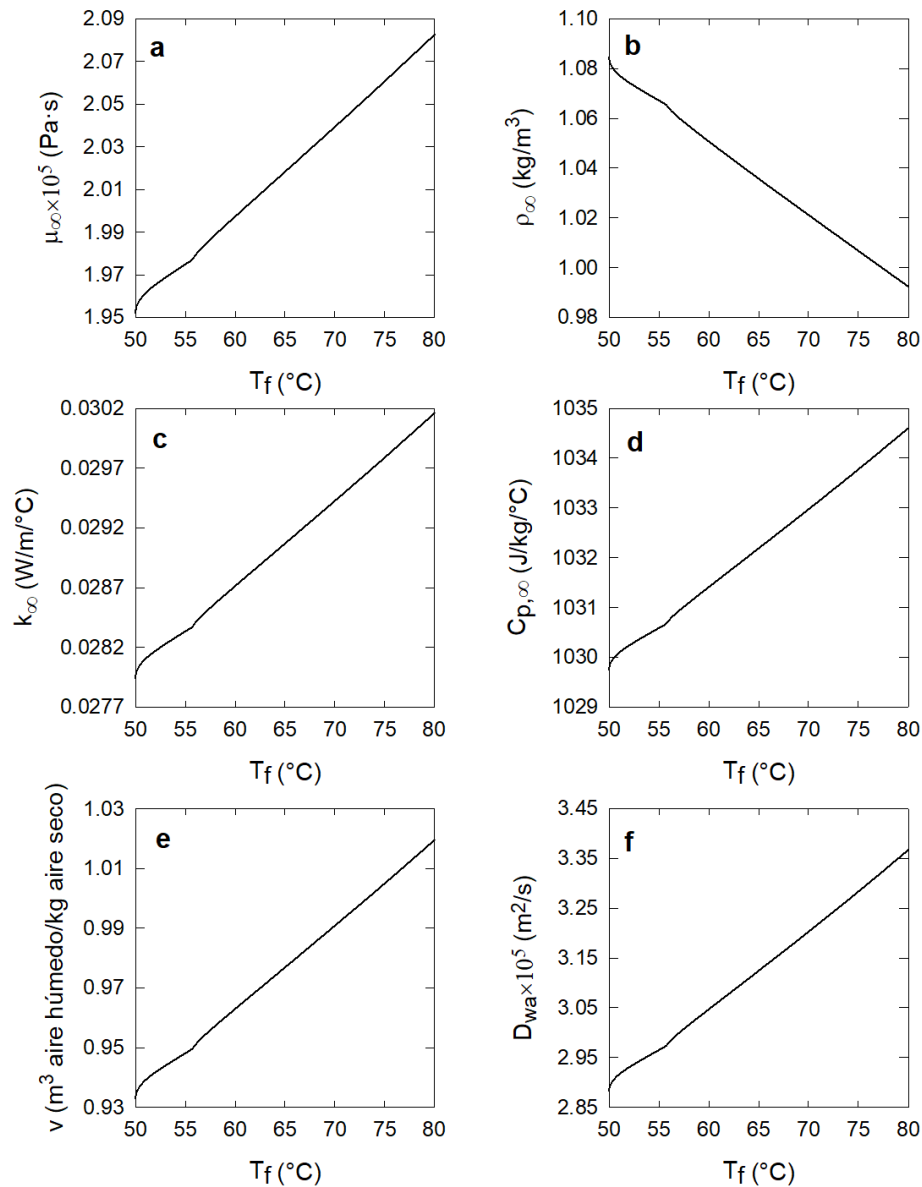 a
2.09
2.07
2.05
2.03
2.01
1.99
1.97
1.95
μ∞×10⁵ (Pa·s)
50 55 60 65 70 75 80
Tf (°C)
b
1.10
1.08
1.06
1.04
1.02
1.00
0.98
ρ∞ (kg/m³)
50 55 60 65 70 75 80
Tf (°C)
c
0.0302
0.0297
0.0292
0.0287
0.0282
0.0277
k∞ (W/m/°C)
50 55 60 65 70 75 80
Tf (°C)
d
1035
1034
1033
1032
1031
1030
1029
Cp,∞ (J/kg/°C)
50 55 60 65 70 75 80
Tf (°C)
e
1.03
1.01
0.99
0.97
0.95
0.93
v (m³ aire húmedo/kg aire seco)
50 55 60 65 70 75 80
Tf (°C)
f
3.45
3.35
3.25
3.15
3.05
2.95
2.85
Dwa×10⁵ (m²/s)
50 55 60 65 70 75 80
Tf (°C)